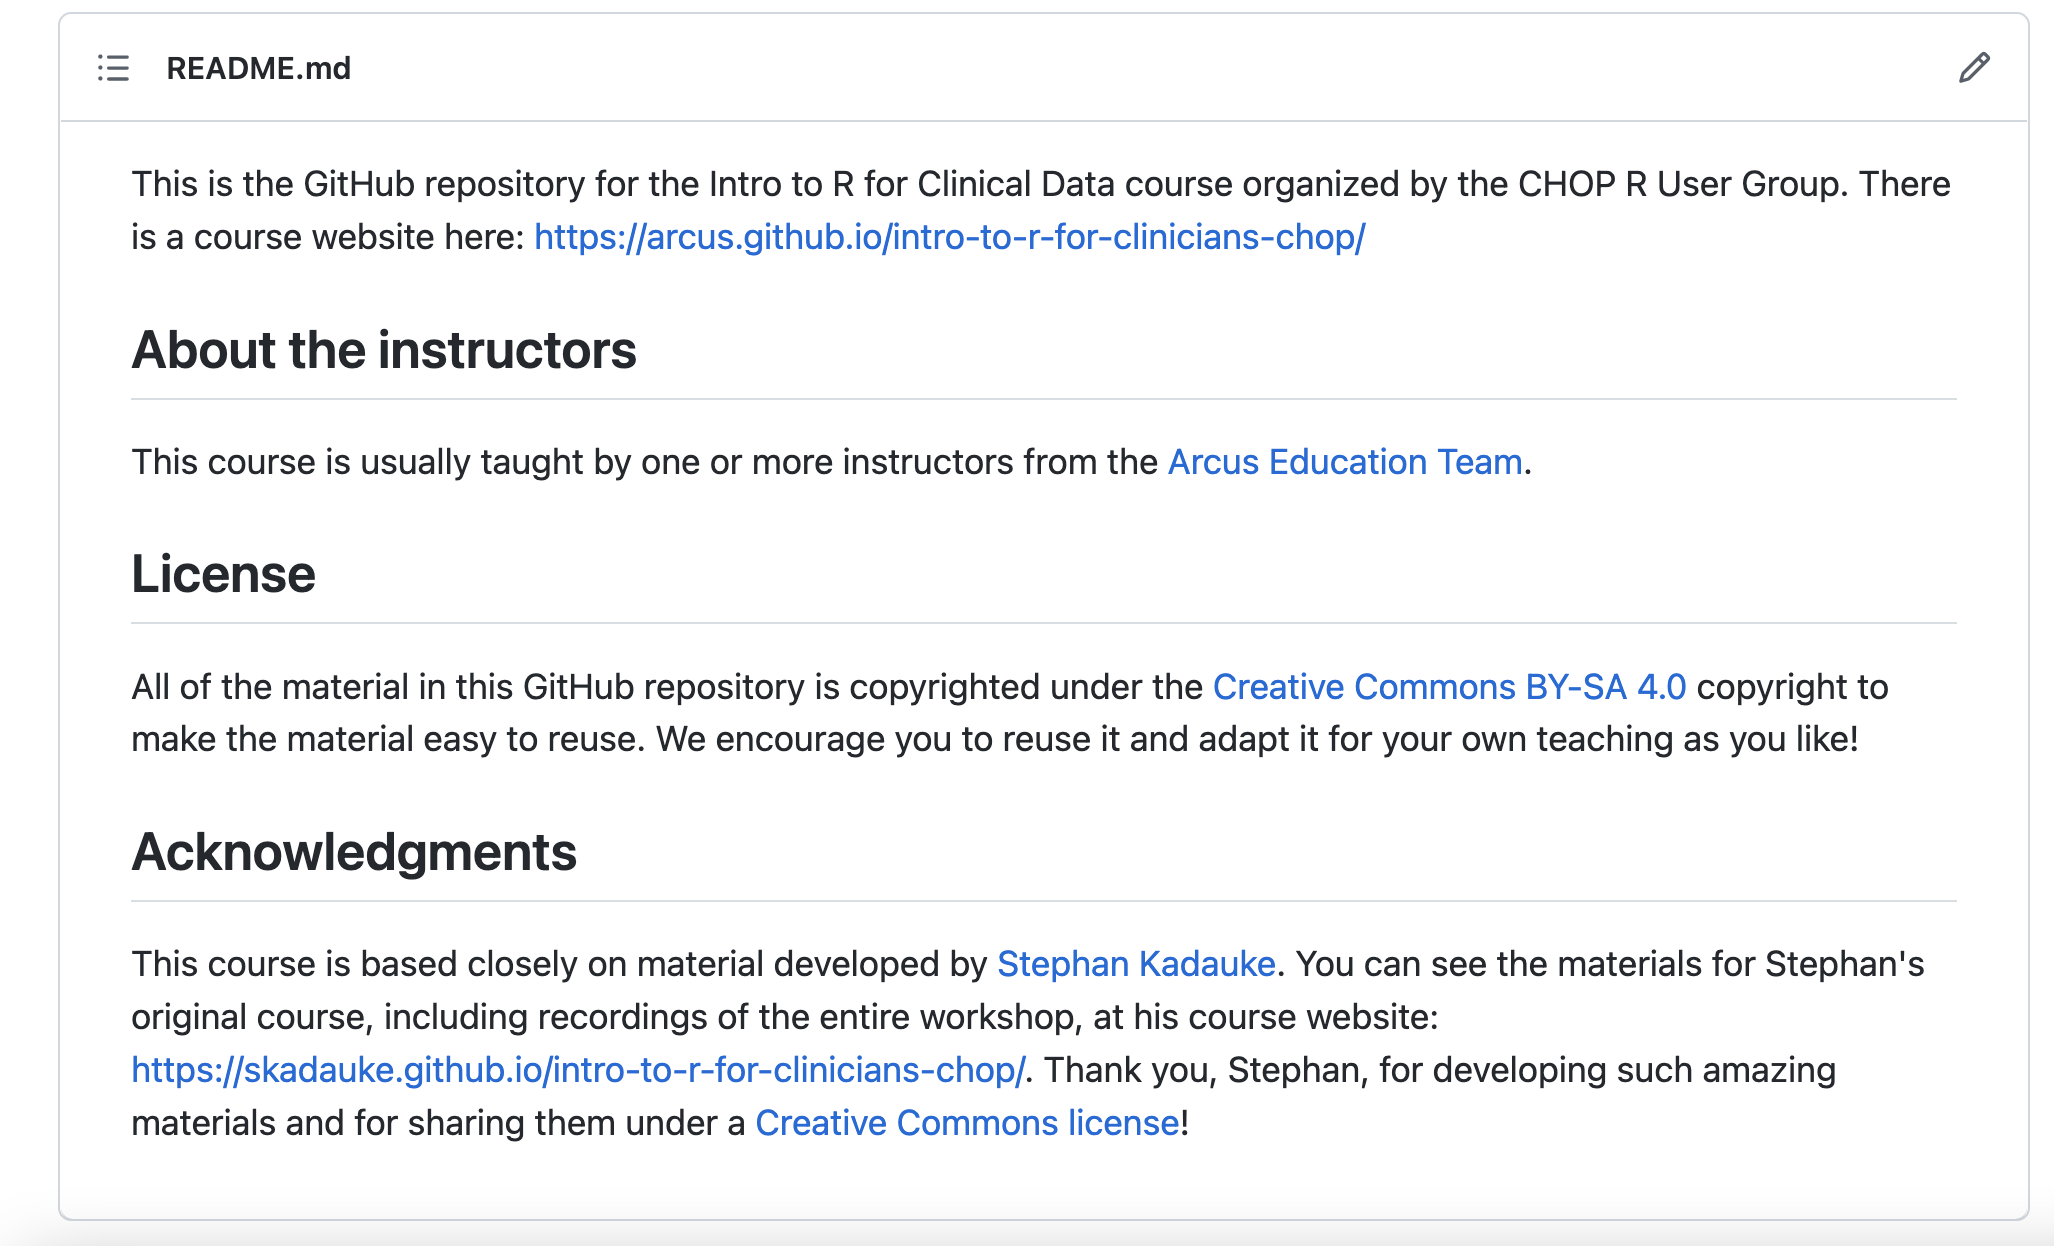 README.md
This is the GitHub repository for the Intro to R for Clinical Data course organized by the CHOP R User Group. There
is a course website here: https://arcus.github.io/intro-to-r-for-clinicians-chop/
About the instructors
This course is usually taught by one or more instructors from the Arcus Education Team.
License
All of the material in this GitHub repository is copyrighted under the Creative Commons BY-SA 4.0 copyright to
make the material easy to reuse. We encourage you to reuse it and adapt it for your own teaching as you like!
Acknowledgments
This course is based closely on material developed by Stephan Kadauke. You can see the materials for Stephan's
original course, including recordings of the entire workshop, at his course website:
https://skadauke.github.io/intro-to-r-for-clinicians-chop/. Thank you, Stephan, for developing such amazing
materials and for sharing them under a Creative Commons license!